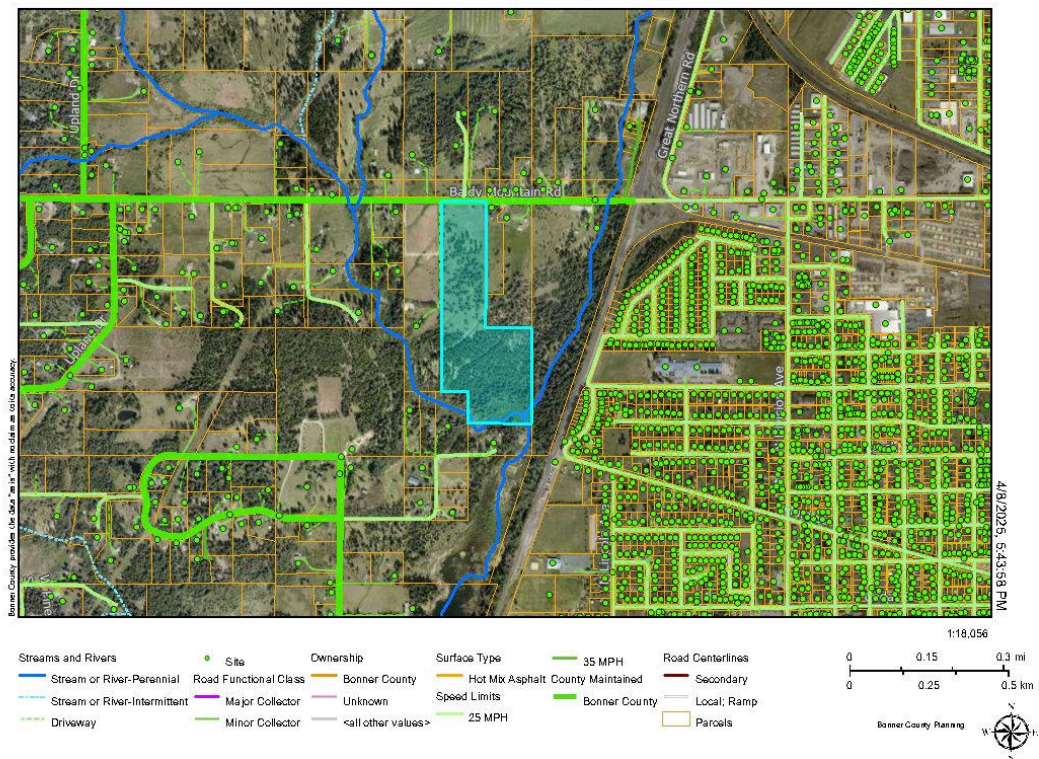 Upland Dr
Great Northern Rd
Baldy Mountain Rd
Upland Dr
Bonner County provides the data "as is" with no claim as to its accuracy.
4/8/2025, 5:43:58 PM
1:18,056
Streams and Rivers
Stream or River-Perennial
Stream or River-Intermittent
Driveway
Site
Road Functional Class
Major Collector
Minor Collector
Ownership
Bonner County
Unknown
<all other values>
Surface Type
Hot Mix Asphalt
Speed Limits
25 MPH
35 MPH
County Maintained
Bonner County
Road Centerlines
Secondary
Local; Ramp
Parcels
0 0.15 0.3 mi
0 0.25 0.5 km
Bonner County Planning
N
W E